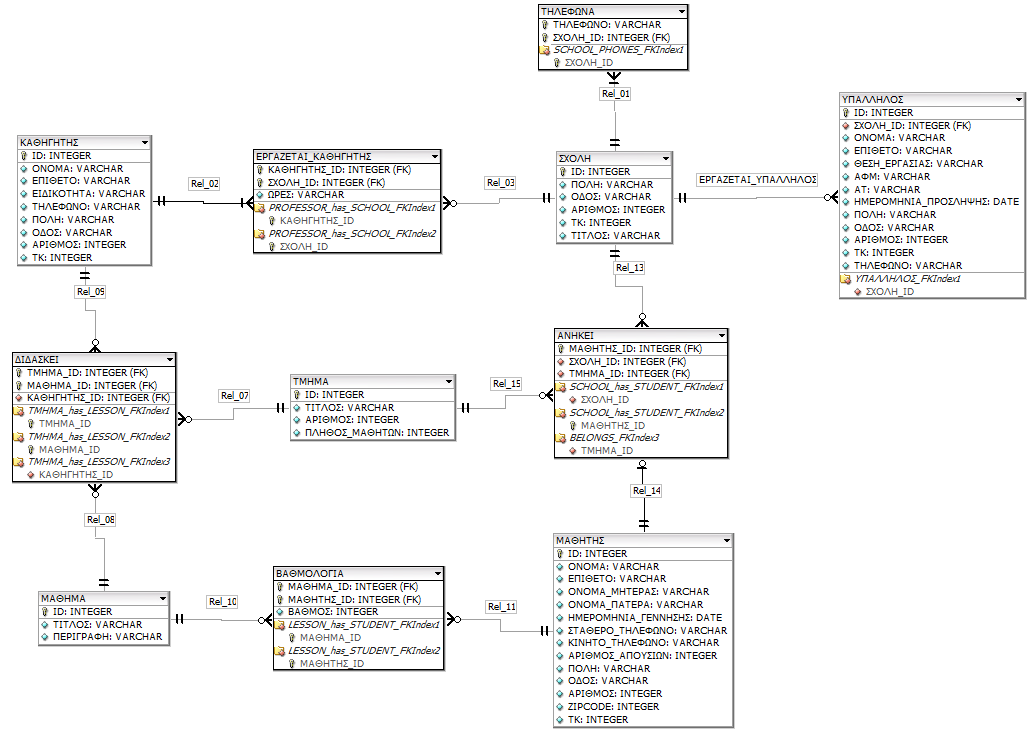 ΤΗΛΕΦΩΝΑ
ΤΗΛΕΦΩΝΟ: VARCHAR
ΣΧΟΛΗ_ID: INTEGER (FK)
SCHOOL_PHONES_FKIndex1
ΣΧΟΛΗ_ID
Rel_01
ΥΠΑΛΛΗΛΟΣ
ID: INTEGER
ΣΧΟΛΗ_ID: INTEGER (FK)
ΟΝΟΜΑ: VARCHAR
ΕΠΙΘΕΤΟ: VARCHAR
ΘΕΣΗ_ΕΡΓΑΣΙΑΣ: VARCHAR
ΑΦΜ: VARCHAR
ΑΤ: VARCHAR
ΗΜΕΡΟΜΗΝΙΑ_ΠΡΟΣΛΗΨΗΣ: DATE
ΠΟΛΗ: VARCHAR
ΟΔΟΣ: VARCHAR
ΑΡΙΘΜΟΣ: INTEGER
ΤΚ: INTEGER
ΤΗΛΕΦΩΝΟ: VARCHAR
ΥΠΑΛΛΗΛΟΣ_FKIndex1
ΣΧΟΛΗ_ID
ΚΑΘΗΓΗΤΗΣ
ID: INTEGER
ΟΝΟΜΑ: VARCHAR
ΕΠΙΘΕΤΟ: VARCHAR
ΕΙΔΙΚΟΤΗΤΑ: VARCHAR
ΤΗΛΕΦΩΝΟ: VARCHAR
ΠΟΛΗ: VARCHAR
ΟΔΟΣ: VARCHAR
ΑΡΙΘΜΟΣ: INTEGER
ΤΚ: INTEGER
Rel_02
ΕΡΓΑΖΕΤΑΙ_ΚΑΘΗΓΗΤΗΣ
ΚΑΘΗΓΗΤΗΣ_ID: INTEGER (FK)
ΣΧΟΛΗ_ID: INTEGER (FK)
ΩΡΕΣ: VARCHAR
PROFESSOR_has_SCHOOL_FKIndex1
ΚΑΘΗΓΗΤΗΣ_ID
PROFESSOR_has_SCHOOL_FKIndex2
ΣΧΟΛΗ_ID
Rel_03
ΣΧΟΛΗ
ID: INTEGER
ΠΟΛΗ: VARCHAR
ΟΔΟΣ: VARCHAR
ΑΡΙΘΜΟΣ: INTEGER
ΤΚ: INTEGER
ΤΙΤΛΟΣ: VARCHAR
ΕΡΓΑΖΕΤΑΙ_ΥΠΑΛΛΗΛΟΣ
Rel_13
Rel_09
ΔΙΔΑΣΚΕΙ
ΤΜΗΜΑ_ID: INTEGER (FK)
ΜΑΘΗΜΑ_ID: INTEGER (FK)
ΚΑΘΗΓΗΤΗΣ_ID: INTEGER (FK)
TMHMA_has_LESSON_FKIndex1
ΤΜΗΜΑ_ID
TMHMA_has_LESSON_FKIndex2
ΜΑΘΗΜΑ_ID
TMHMA_has_LESSON_FKIndex3
ΚΑΘΗΓΗΤΗΣ_ID
Rel_07
ΤΜΗΜΑ
ID: INTEGER
ΤΙΤΛΟΣ: VARCHAR
ΑΡΙΘΜΟΣ: INTEGER
ΠΛΗΘΟΣ_ΜΑΘΗΤΩΝ: INTEGER
Rel_15
ΑΝΗΚΕΙ
ΜΑΘΗΤΗΣ_ID: INTEGER (FK)
ΣΧΟΛΗ_ID: INTEGER (FK)
ΤΜΗΜΑ_ID: INTEGER (FK)
SCHOOL_has_STUDENT_FKIndex1
ΣΧΟΛΗ_ID
SCHOOL_has_STUDENT_FKIndex2
ΜΑΘΗΤΗΣ_ID
BELONGS_FKIndex3
ΤΜΗΜΑ_ID
Rel_14
Rel_08
ΜΑΘΗΜΑ
ID: INTEGER
ΤΙΤΛΟΣ: VARCHAR
ΠΕΡΙΓΡΑΦΗ: VARCHAR
Rel_10
ΒΑΘΜΟΛΟΓΙΑ
ΜΑΘΗΜΑ_ID: INTEGER (FK)
ΜΑΘΗΤΗΣ_ID: INTEGER (FK)
ΒΑΘΜΟΣ: INTEGER
LESSON_has_STUDENT_FKIndex1
ΜΑΘΗΜΑ_ID
LESSON_has_STUDENT_FKIndex2
ΜΑΘΗΤΗΣ_ID
Rel_11
ΜΑΘΗΤΗΣ
ID: INTEGER
ΟΝΟΜΑ: VARCHAR
ΕΠΙΘΕΤΟ: VARCHAR
ΟΝΟΜΑ_ΜΗΤΕΡΑΣ: VARCHAR
ΟΝΟΜΑ_ΠΑΤΕΡΑ: VARCHAR
ΗΜΕΡΟΜΗΝΙΑ_ΓΕΝΝΗΣΗΣ: DATE
ΣΤΑΘΕΡΟ_ΤΗΛΕΦΩΝΟ: VARCHAR
ΚΙΝΗΤΟ_ΤΗΛΕΦΩΝΟ: VARCHAR
ΑΡΙΘΜΟΣ_ΑΠΟΥΣΙΩΝ: INTEGER
ΠΟΛΗ: VARCHAR
ΟΔΟΣ: VARCHAR
ΑΡΙΘΜΟΣ: INTEGER
ZIPCODE: INTEGER
ΤΚ: INTEGER